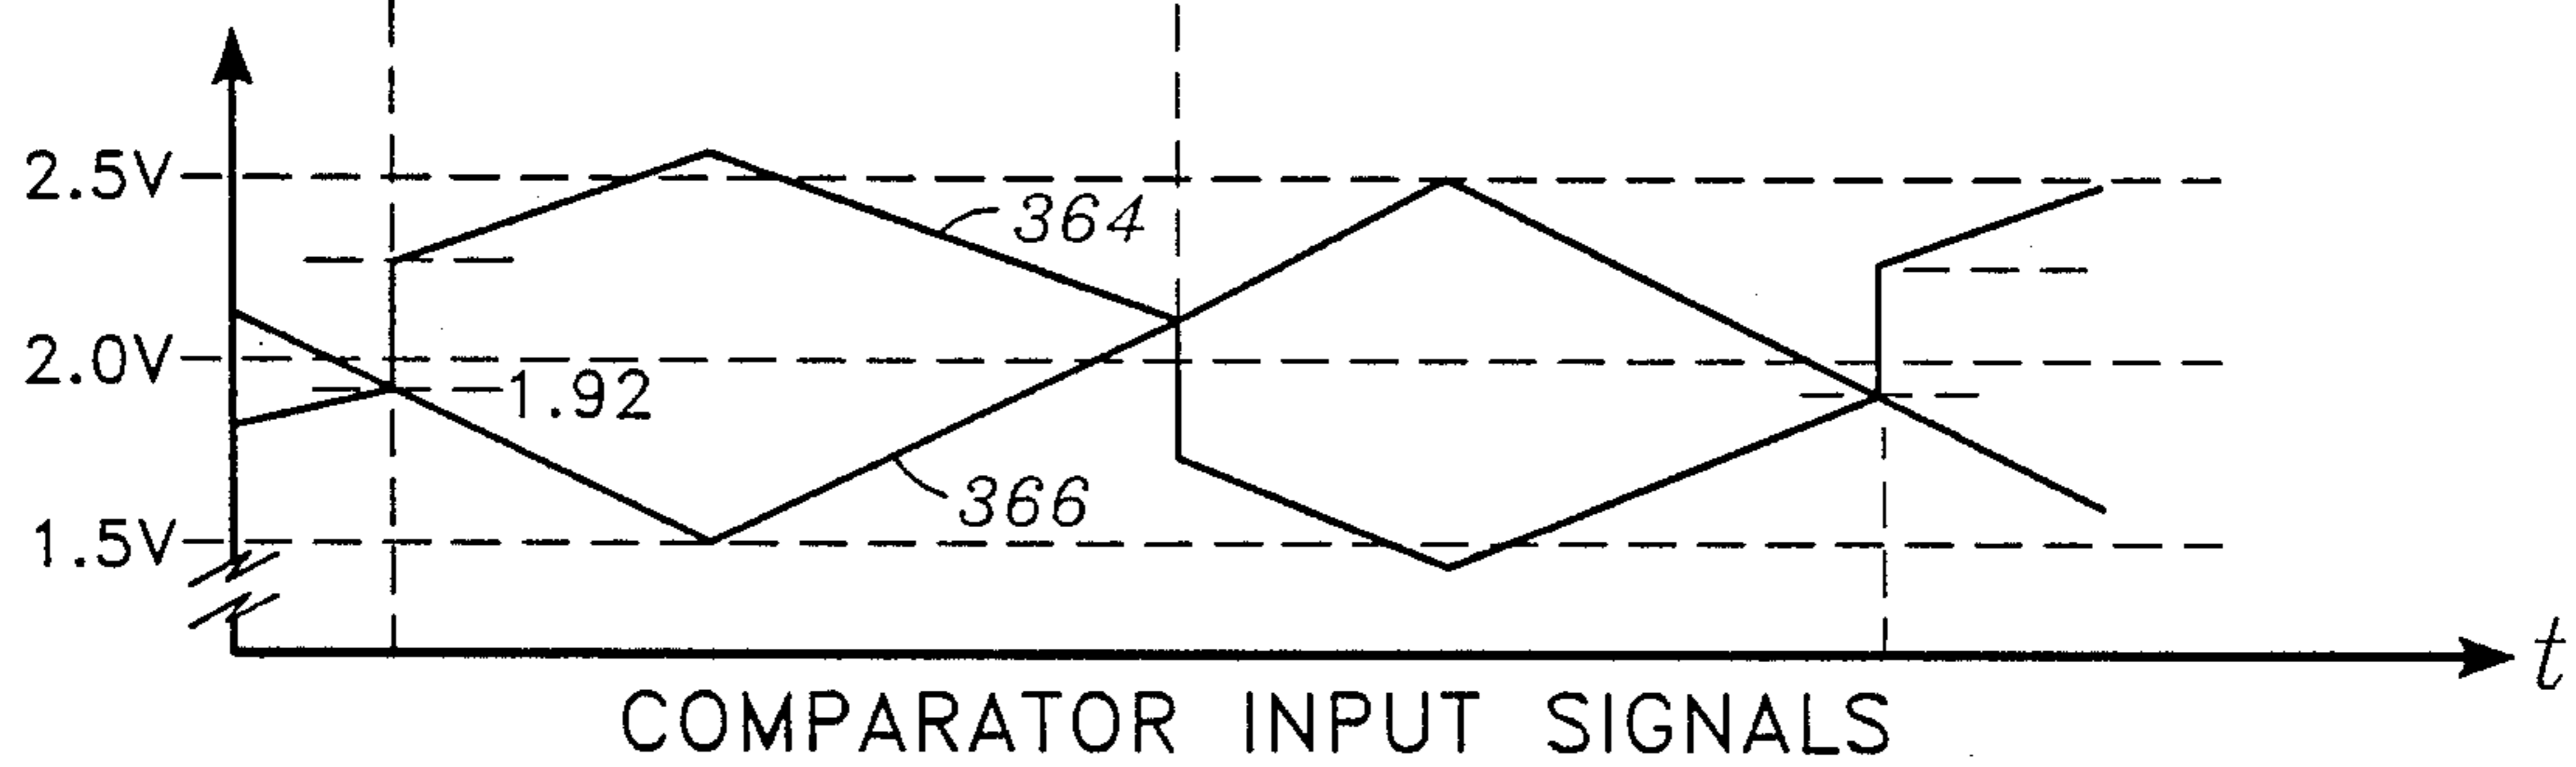 2.5V
364
2.0V
1.92
366
1.5V
t
COMPARATOR INPUT SIGNALS